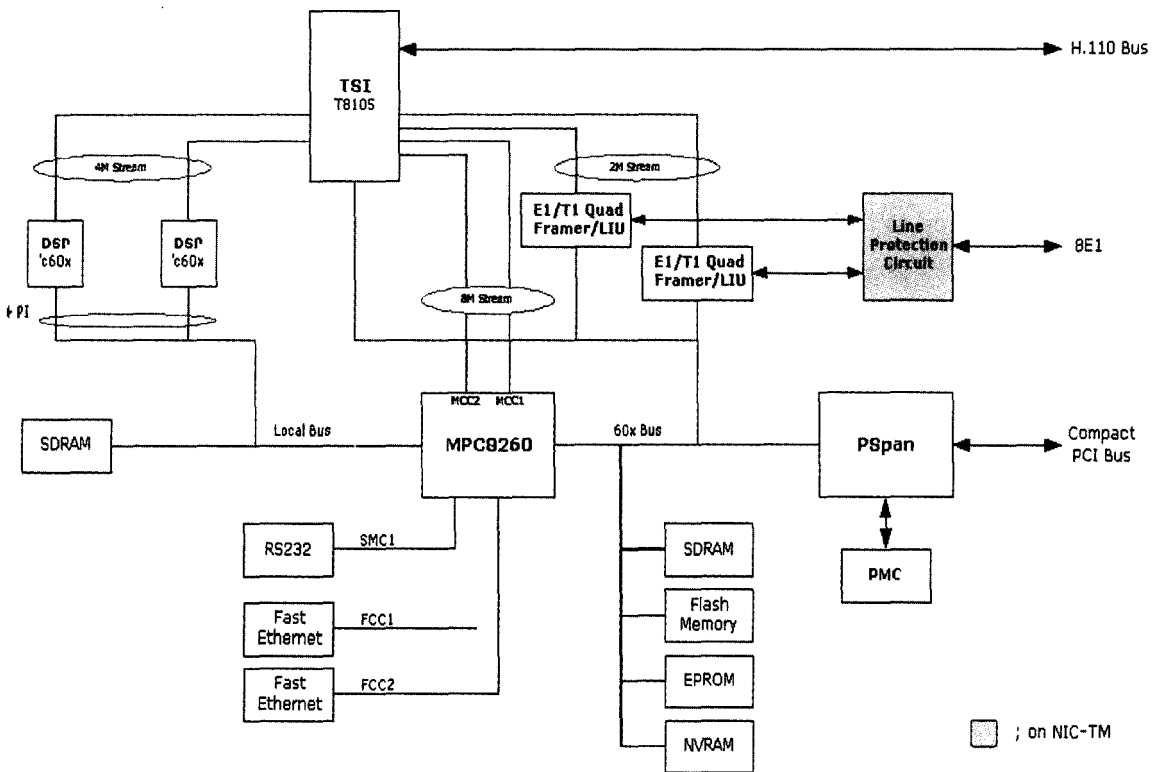 H.110 Bus
TSI
T8105
4M Stream
2M Stream
E1/T1 Quad
Framer/LIU
Line
Protection
Circuit
8E1
DSP
'c60x
DSP
'c60x
E1/T1 Quad
Framer/LIU
8M Stream
PI
MCC2
MCC1
SDRAM
Local Bus
MPC8260
60x Bus
PSpan
Compact
PCI Bus
RS232
SMC1
SDRAM
PMC
Fast
Ethernet
FCC1
Flash
Memory
Fast
Ethernet
FCC2
EPROM
NVRAM
; on NIC-TM